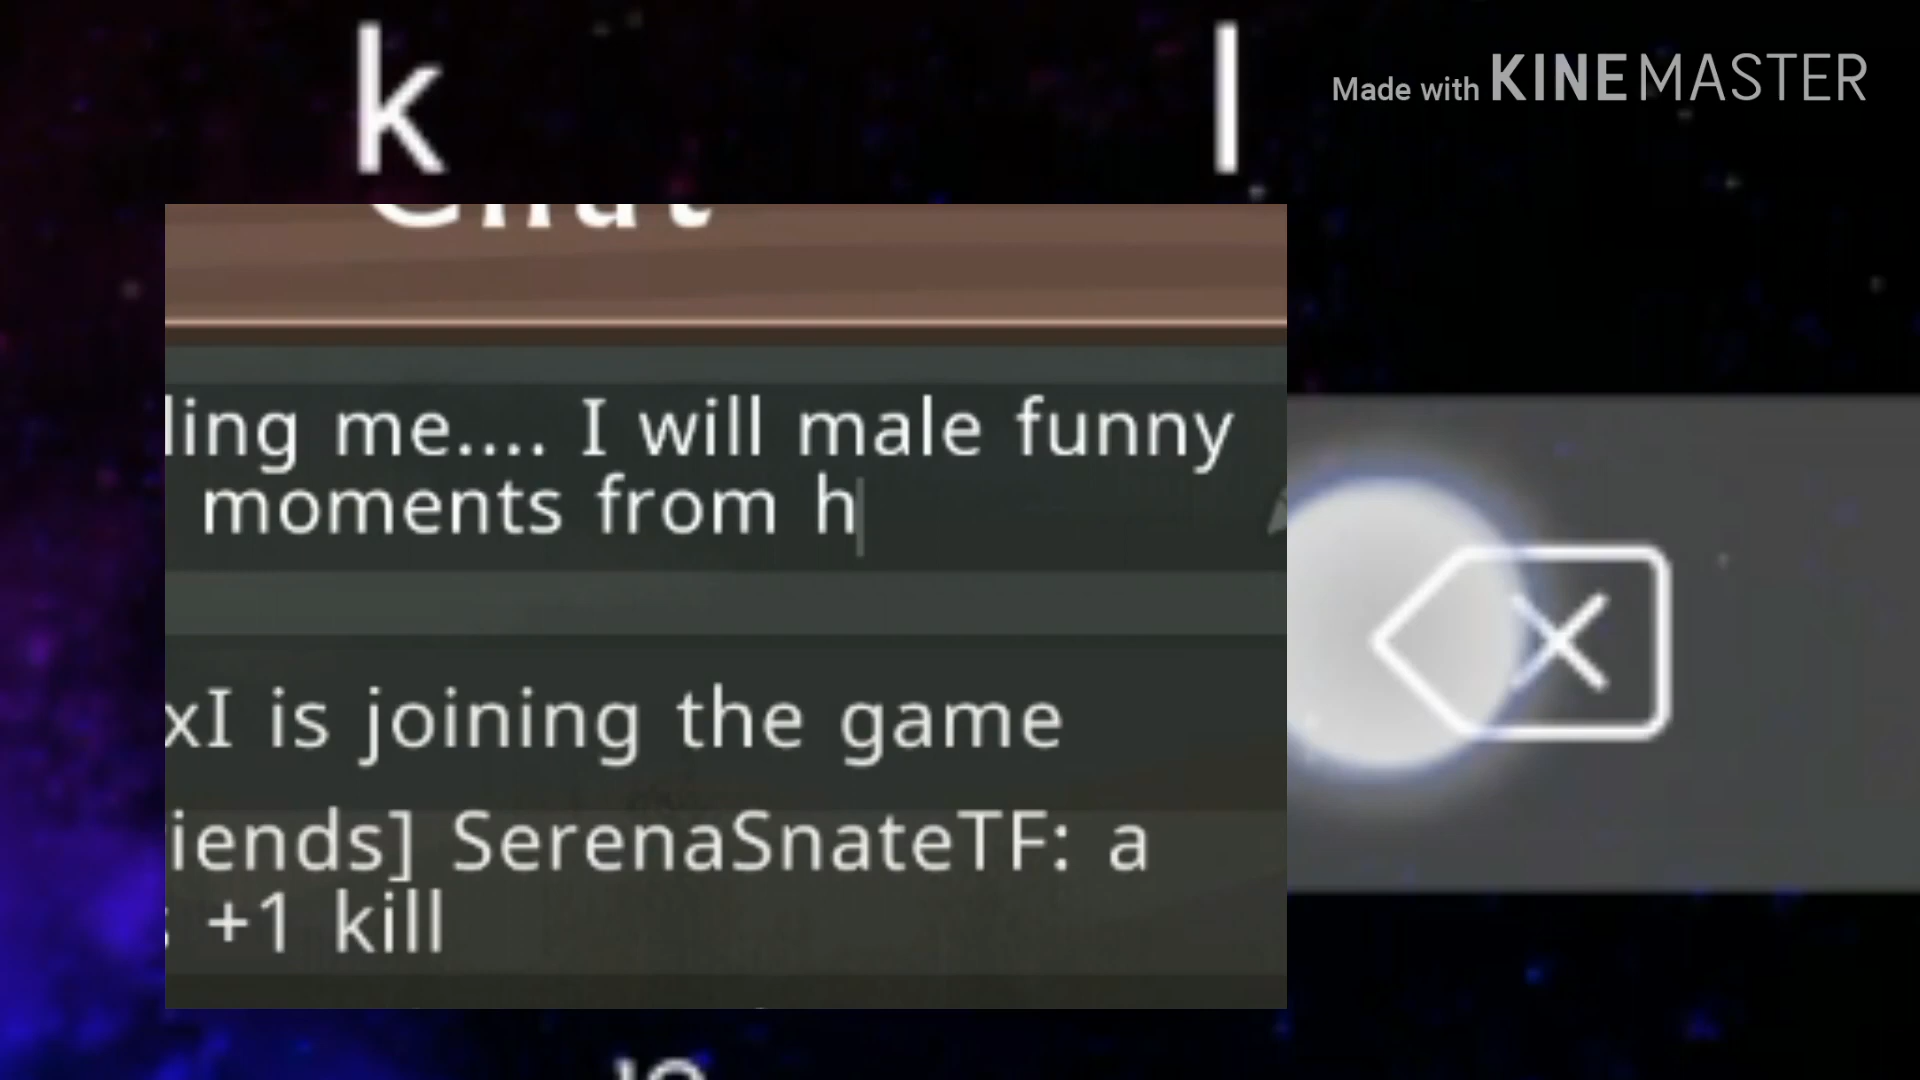 k l
Made with KINEMASTER
Chat
ling me.... I will male funny
moments from h
xI is joining the game
iends] SerenaSnateTF: a
+1 kill